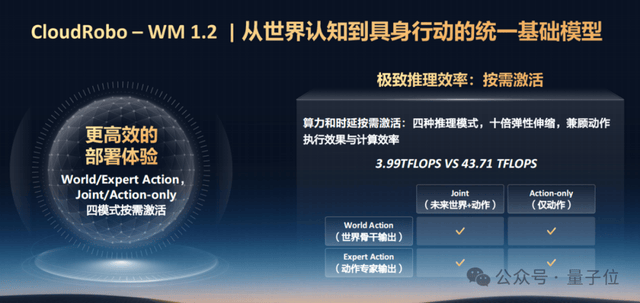 CloudRobo – WM 1.2 | 从世界认知到具身行动的统一基础模型
更高效的
部署体验
World/Expert Action,
Joint/Action-only
四模式按需激活
极致推理效率：按需激活
算力和时延按需激活：四种推理模式，十倍弹性伸缩，兼顾动作
执行效果与计算效率
3.99TFLOPS VS 43.71 TFLOPS
Joint
（未来世界+动作）
Action-only
（仅动作）
World Action
（世界骨干输出）
Expert Action
（动作专家输出）
公众号 · 量子位